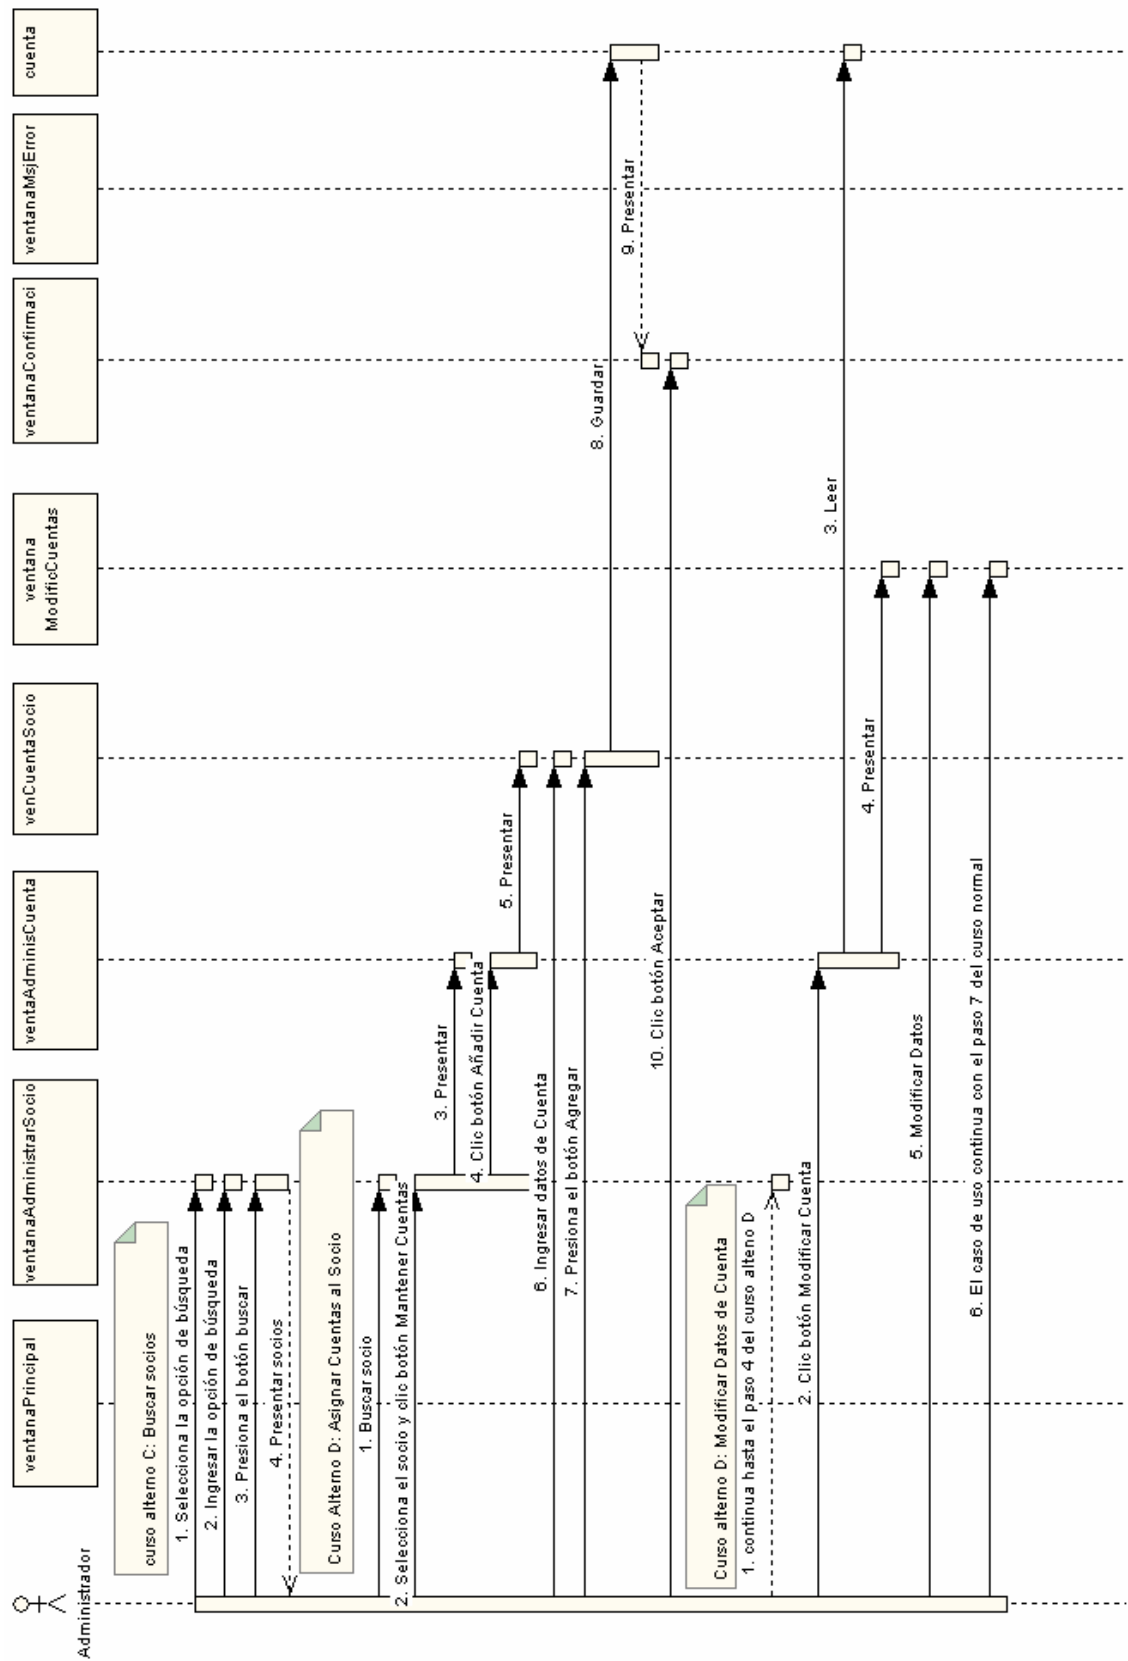 Administrador
ventanaPrincipal
ventanaAdministrarSocio
ventaAdminisCuenta
venCuentaSocio
ventana
ModificCuentas
ventanaConfirmaci
ventanaMsjError
cuenta
curso alterno C: Buscar socios
1. Selecciona la opción de búsqueda
2. Ingresar la opción de búsqueda
3. Presiona el botón buscar
4. Presentar socios
Curso Alterno D: Asignar Cuentas al Socio
1. Buscar socio
2. Selecciona el socio y clic botón Mantener Cuentas
3. Presentar
4. Clic botón Añadir Cuenta
5. Presentar
6. Ingresar datos de Cuenta
7. Presiona el botón Agregar
8. Guardar
9. Presentar
10. Clic botón Aceptar
Curso alterno D: Modificar Datos de Cuenta
1. continua hasta el paso 4 del curso alteno D
2. Clic botón Modificar Cuenta
3. Leer
4. Presentar
5. Modificar Datos
6. El caso de uso continua con el paso 7 del curso normal